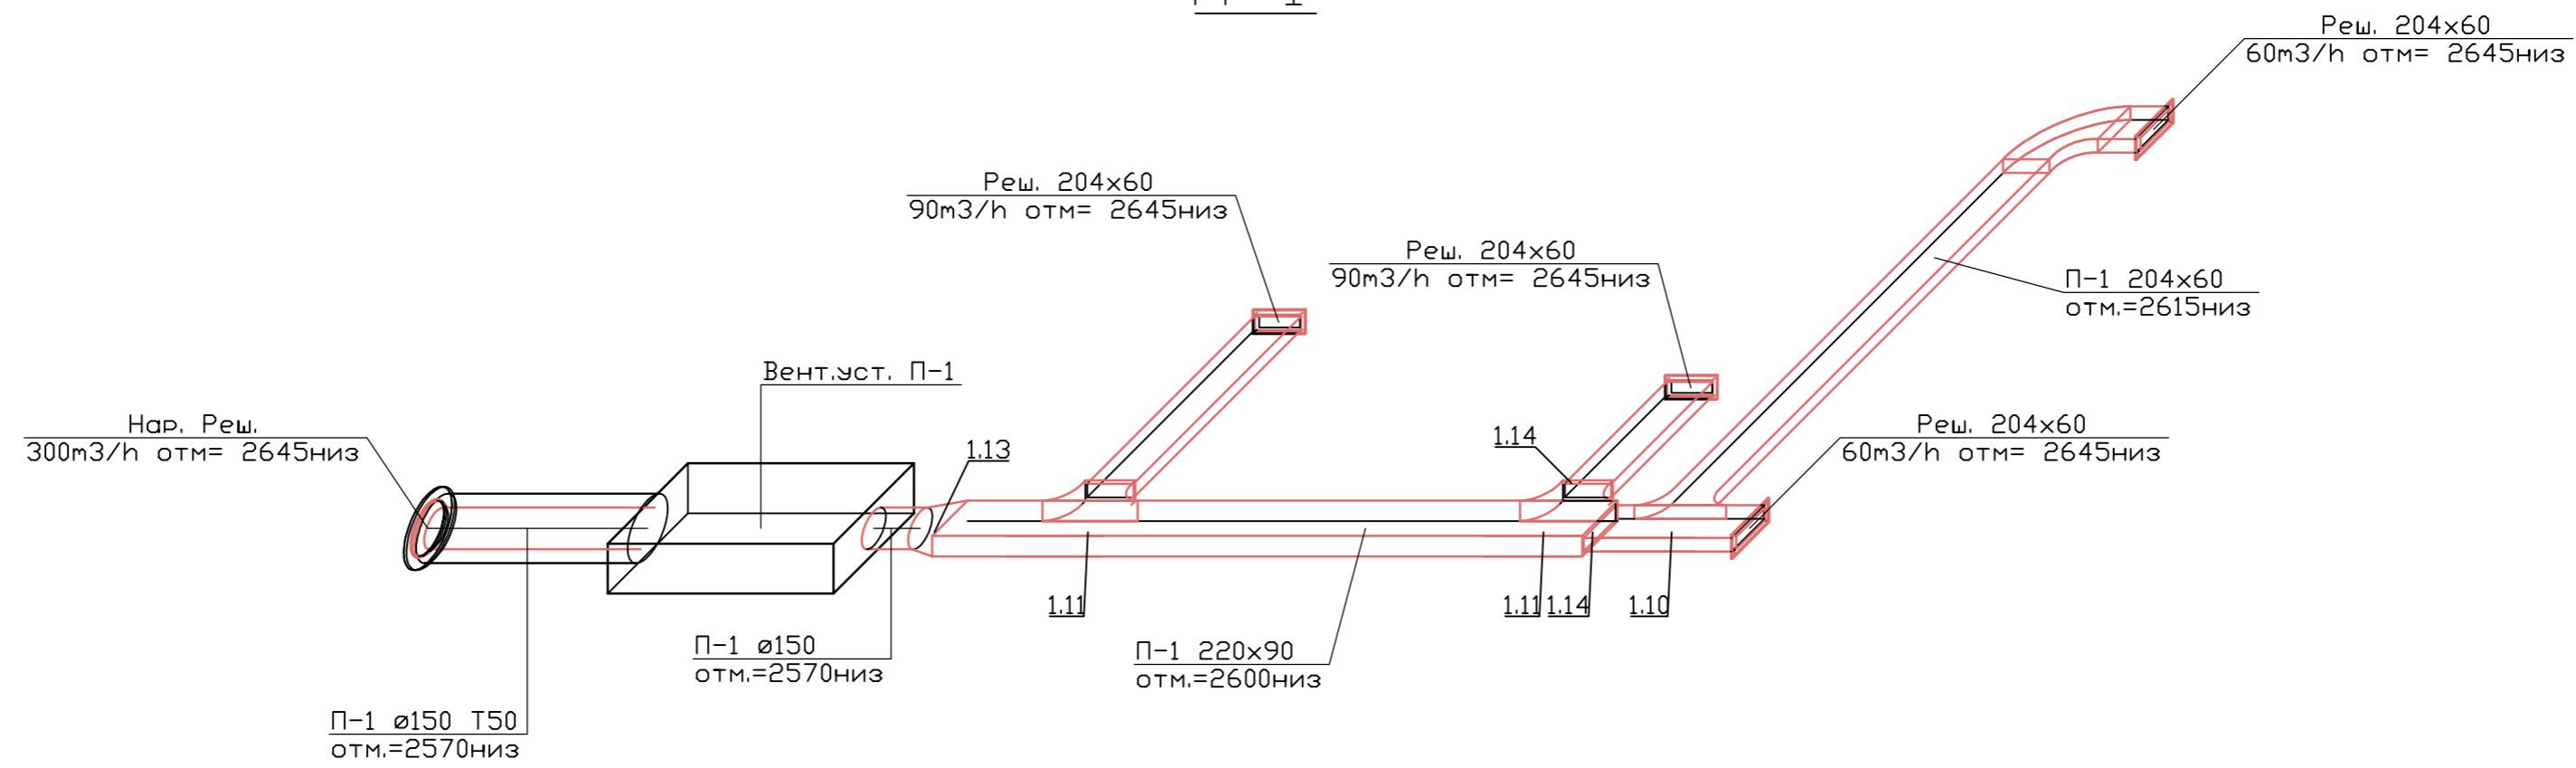 Реш. 204x60
60m3/h отм= 2645низ
Реш. 204x60
90m3/h отм= 2645низ
Реш. 204x60
90m3/h отм= 2645низ
П-1 204x60
отм.=2615низ
Вент.уст. П-1
Нар. Реш.
300m3/h отм= 2645низ
1.13
1.14
Реш. 204x60
60m3/h отм= 2645низ
1.11
1.11
1.14
1.10
П-1 ø150
отм.=2570низ
П-1 220x90
отм.=2600низ
П-1 ø150 T50
отм.=2570низ